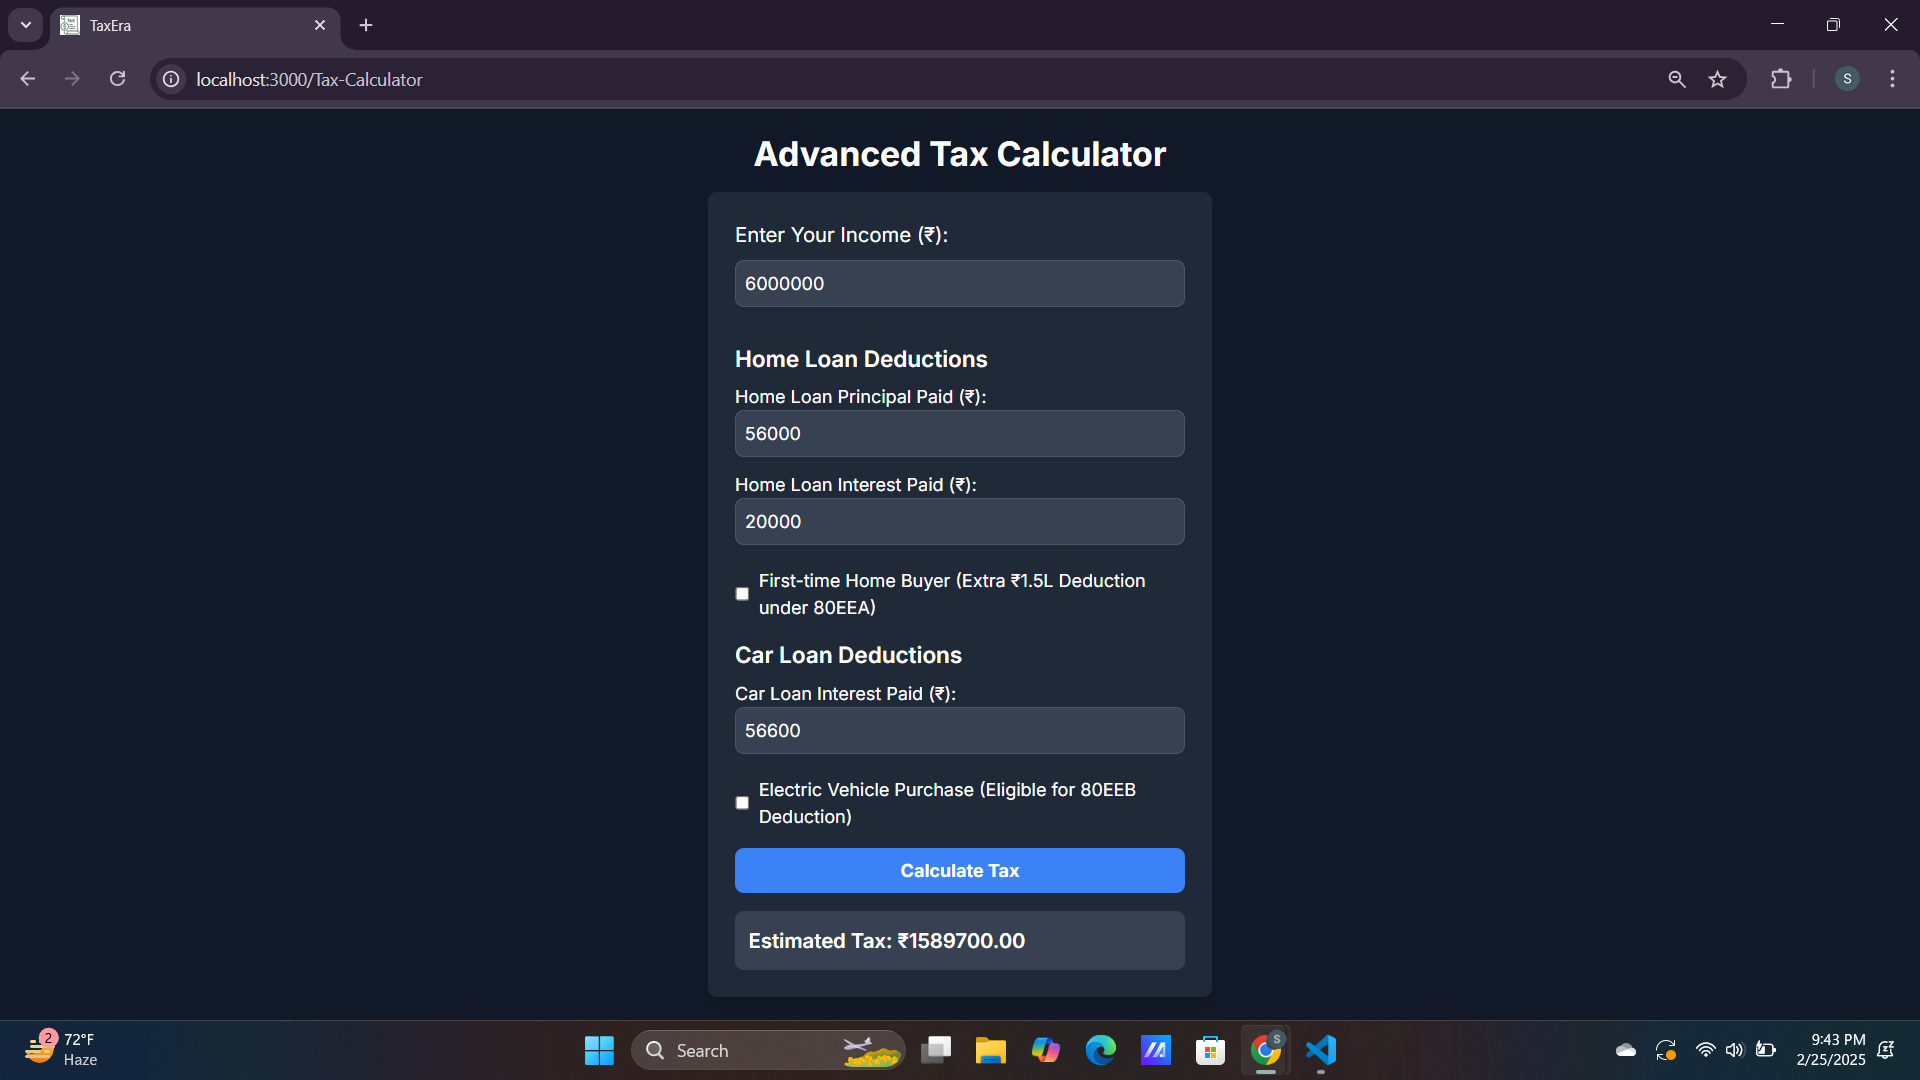 TaxEra
localhost:3000/Tax-Calculator
S
Advanced Tax Calculator
Enter Your Income (₹):
6000000
Home Loan Deductions
Home Loan Principal Paid (₹):
56000
Home Loan Interest Paid (₹):
20000
First-time Home Buyer (Extra ₹1.5L Deduction
under 80EEA)
Car Loan Deductions
Car Loan Interest Paid (₹):
56600
Electric Vehicle Purchase (Eligible for 80EEB
Deduction)
Calculate Tax
Estimated Tax: ₹1589700.00
2
72°F
Haze
Search
S
9:43 PM
2/25/2025